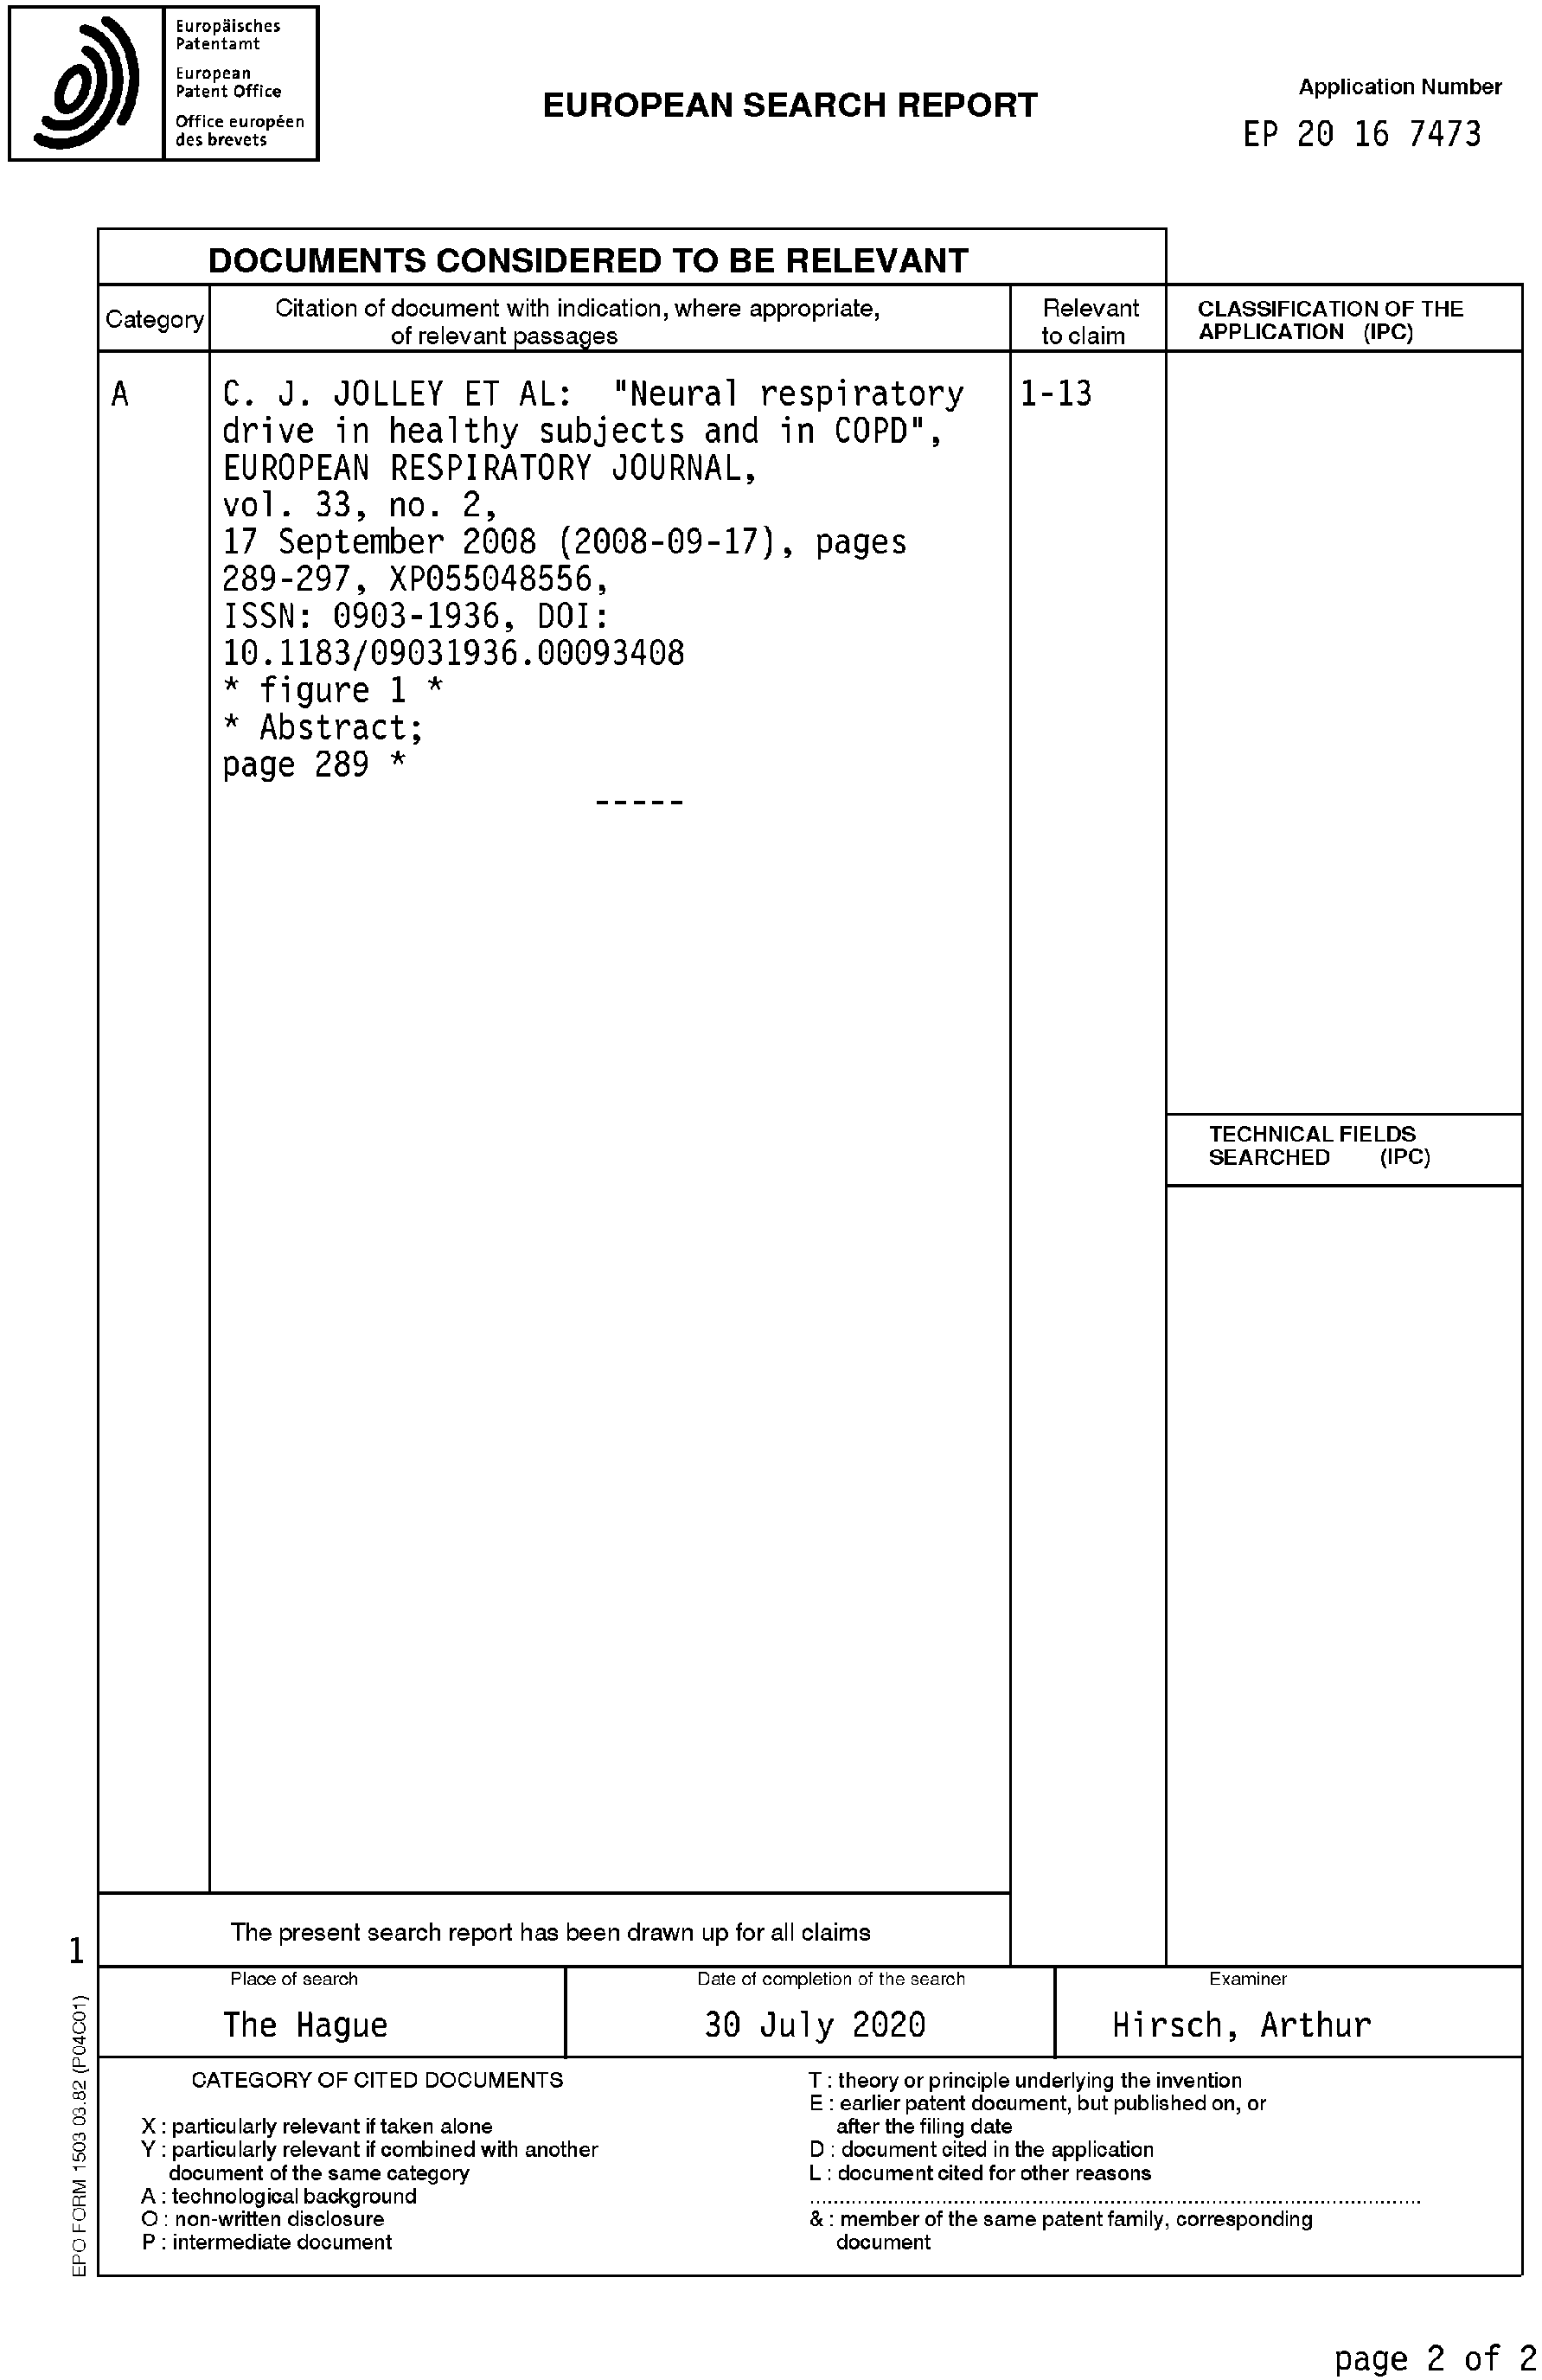 Europäisches
Patentamt
European
Patent Office
Office européen
des brevets
EUROPEAN SEARCH REPORT
Application Number
EP 20 16 7473
DOCUMENTS CONSIDERED TO BE RELEVANT
Category
Citation of document with indication, where appropriate,
of relevant passages
Relevant
to claim
CLASSIFICATION OF THE
APPLICATION (IPC)
A
C. J. JOLLEY ET AL: "Neural respiratory
drive in healthy subjects and in COPD",
EUROPEAN RESPIRATORY JOURNAL,
vol. 33, no. 2,
17 September 2008 (2008-09-17), pages
289-297, XP055048556,
ISSN: 0903-1936, DOI:
10.1183/09031936.00093408
* figure 1 *
* Abstract;
page 289 *
-----
1-13
TECHNICAL FIELDS
SEARCHED (IPC)
The present search report has been drawn up for all claims
1
Place of search
The Hague
Date of completion of the search
30 July 2020
Examiner
Hirsch, Arthur
CATEGORY OF CITED DOCUMENTS
X : particularly relevant if taken alone
Y : particularly relevant if combined with another
document of the same category
A : technological background
O : non-written disclosure
P : intermediate document
T : theory or principle underlying the invention
E : earlier patent document, but published on, or
after the filing date
D : document cited in the application
L : document cited for other reasons
& : member of the same patent family, corresponding
document
EPO FORM 1503 03.82 (P04C01)
page 2 of 2